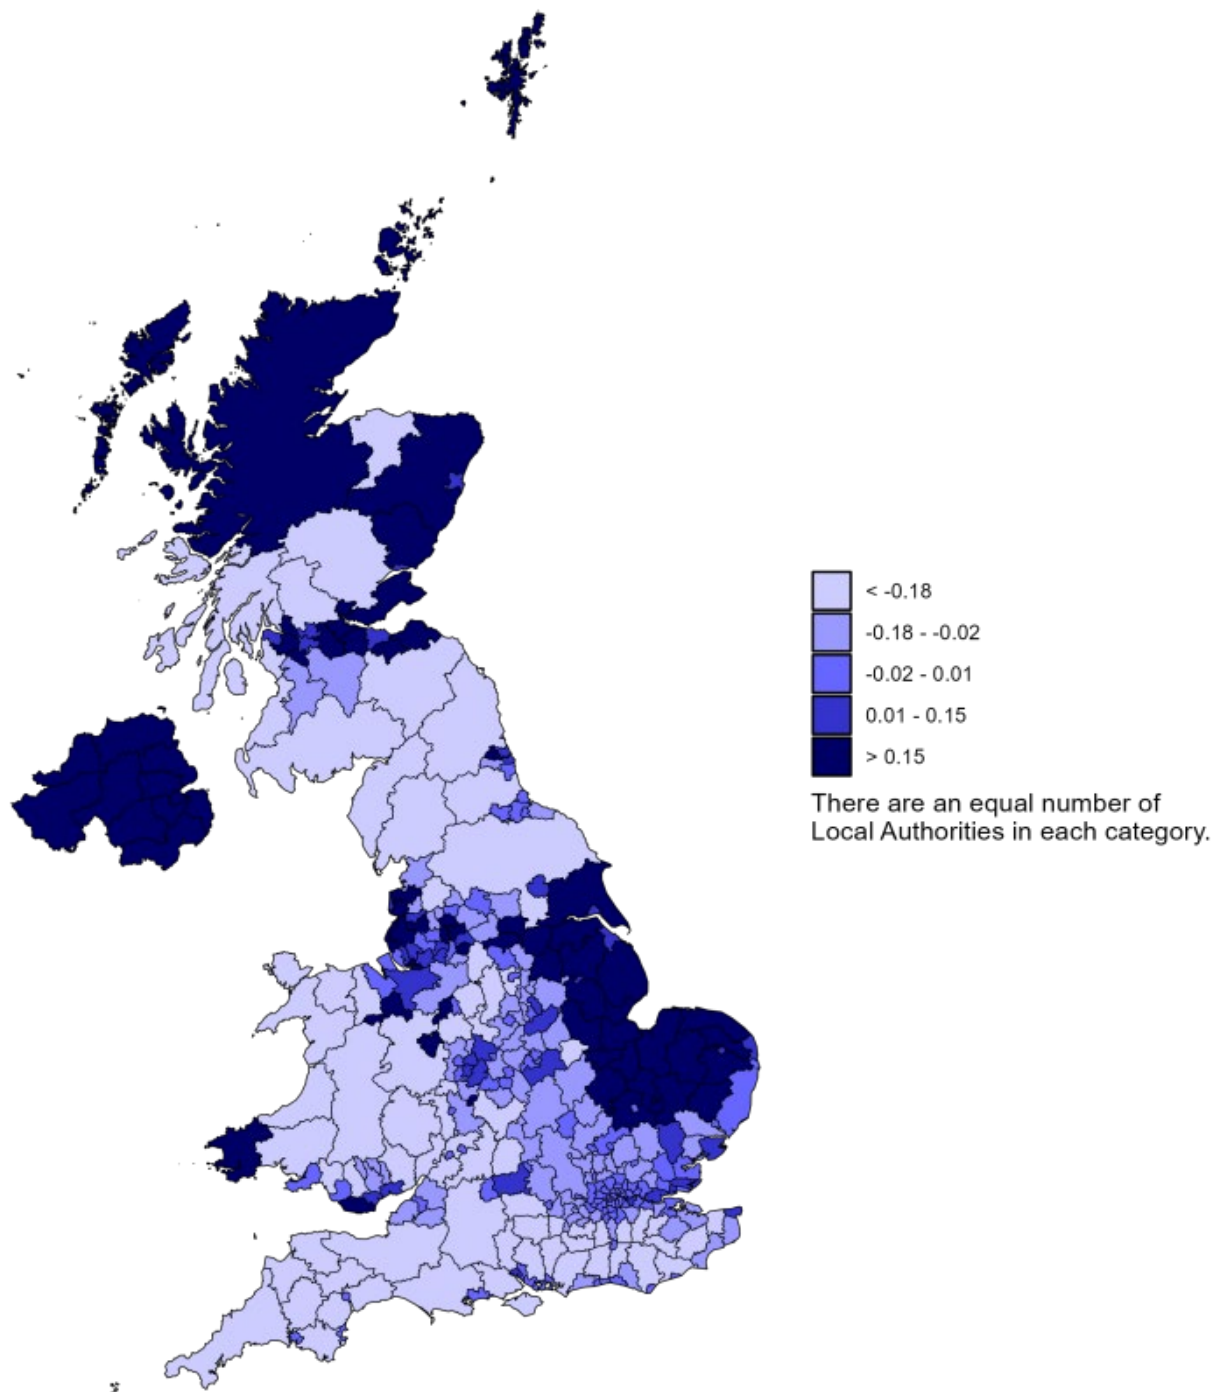 < -0.18
-0.18 - -0.02
-0.02 - 0.01
0.01 - 0.15
> 0.15
There are an equal number of
Local Authorities in each category.